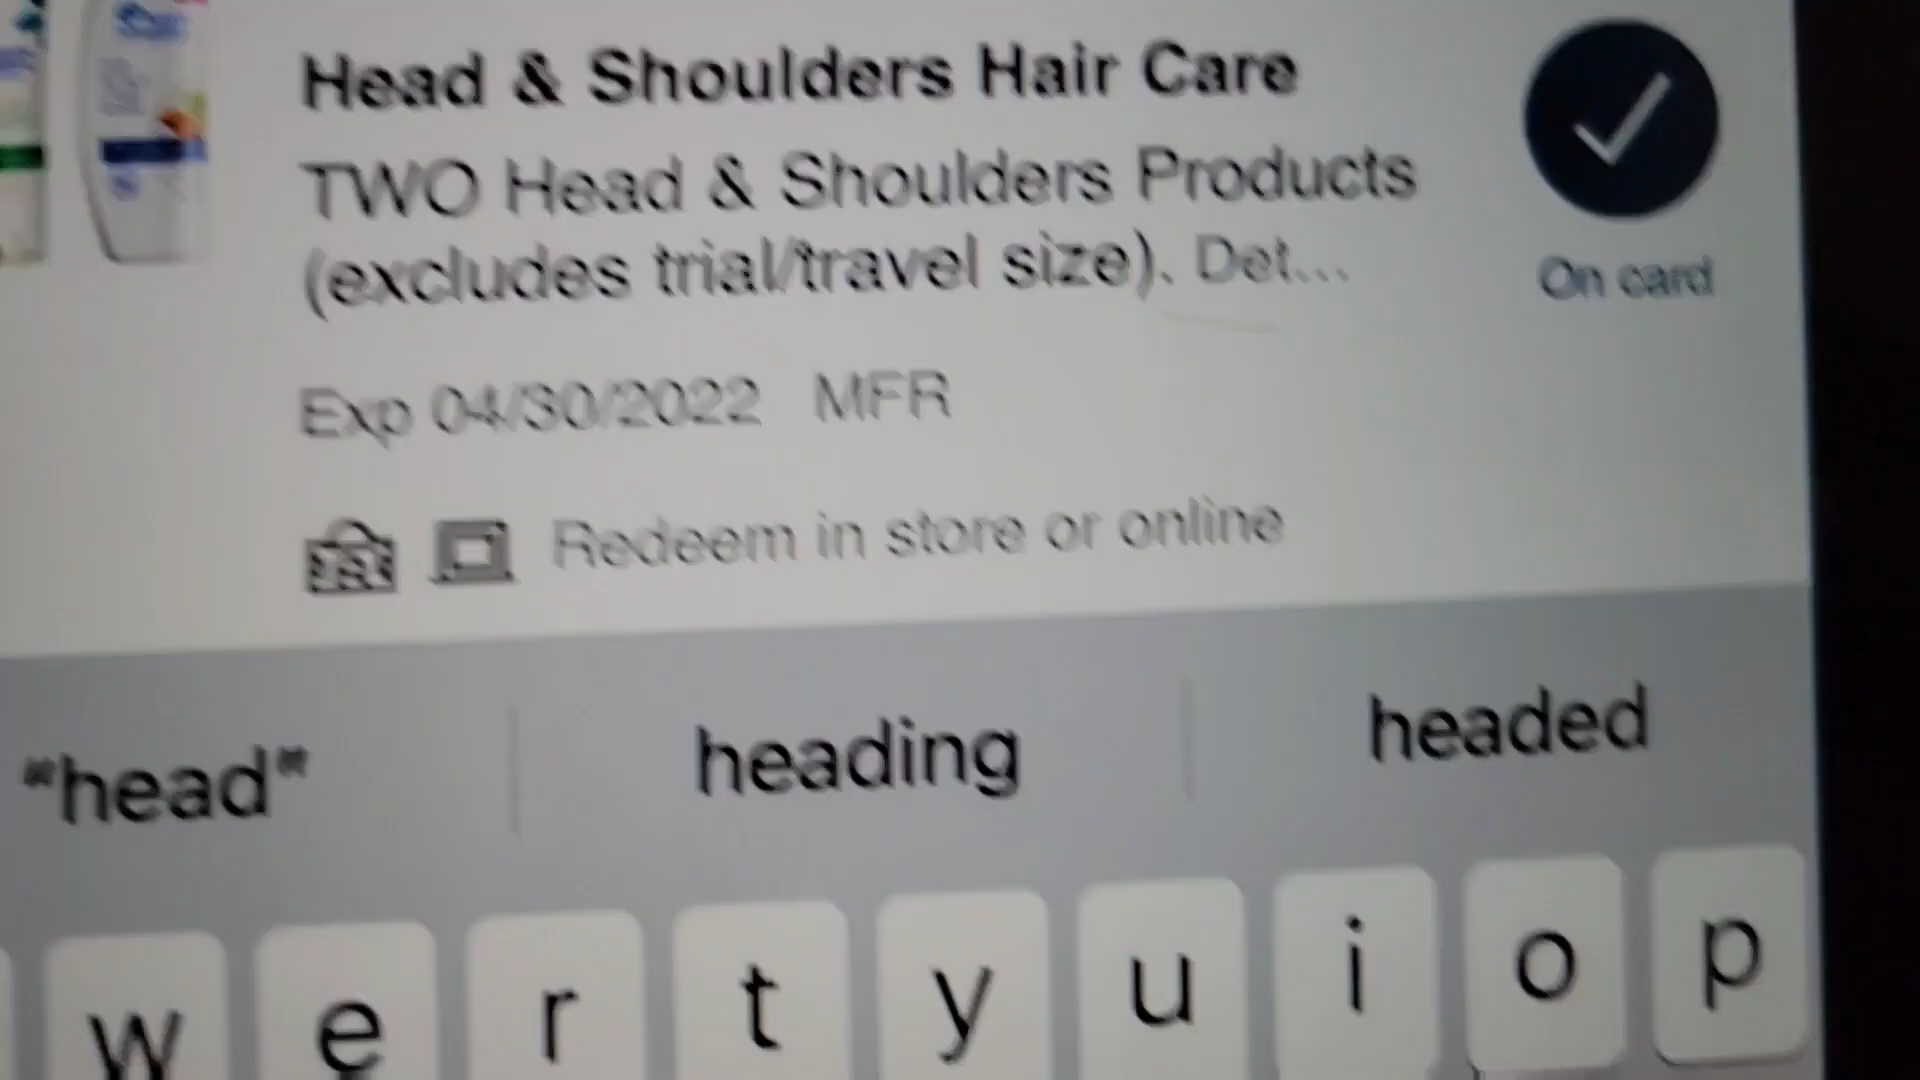 Head & Shoulders Hair Care
TWO Head & Shoulders Products
(excludes trial/travel size). Det...
On card
Exp 04/30/2022 MFR
Redeem in store or online
"head"
heading
headed
w e r t y u i o p